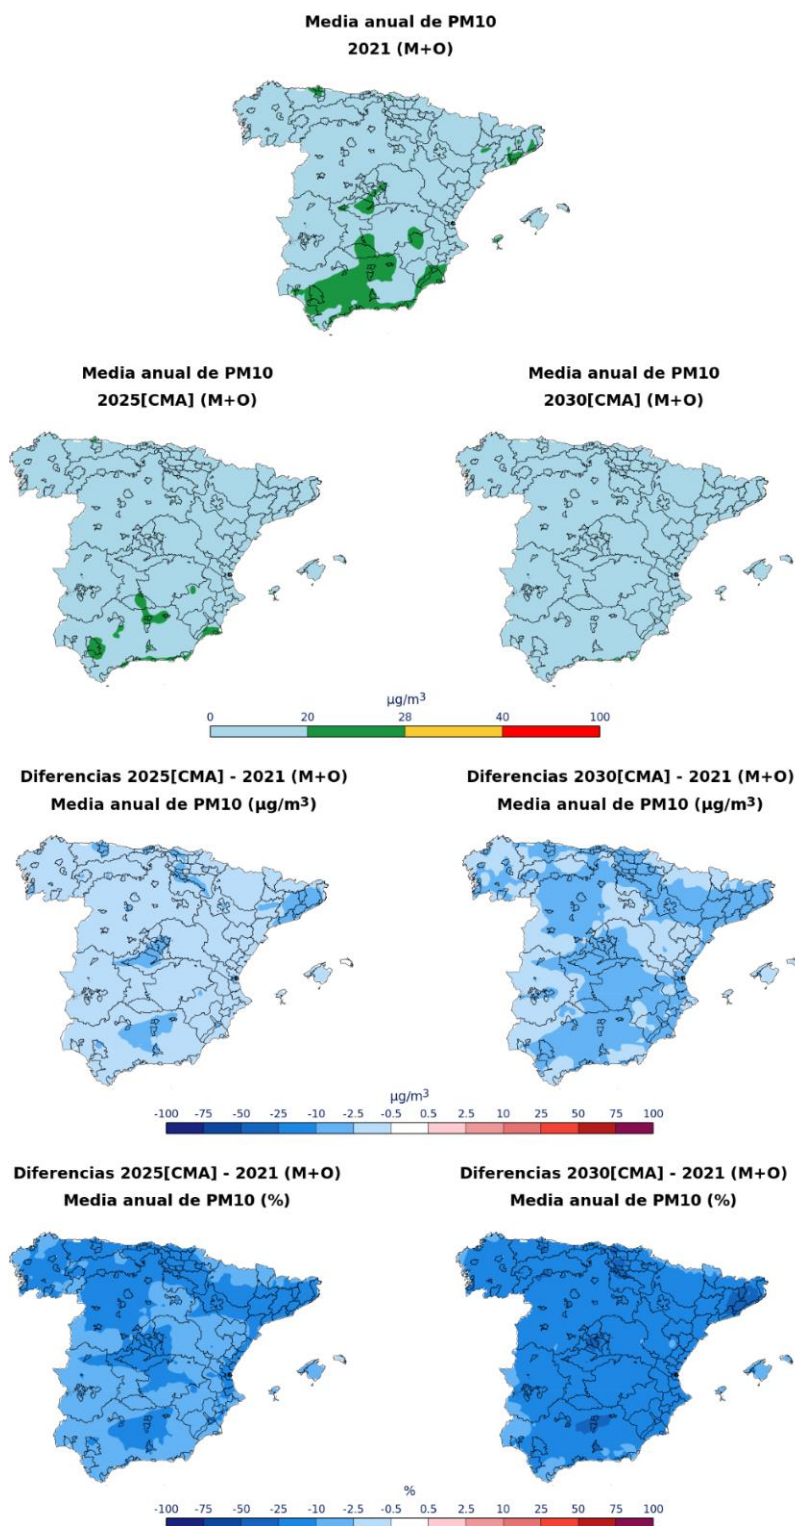 Media anual de PM10
2021 (M+O)
Media anual de PM10
2025[CMA] (M+O)
Media anual de PM10
2030[CMA] (M+O)
µg/m³
0 20 28 40 100
Diferencias 2025[CMA] - 2021 (M+O)
Media anual de PM10 (µg/m³)
Diferencias 2030[CMA] - 2021 (M+O)
Media anual de PM10 (µg/m³)
µg/m³
-100 -75 -50 -25 -10 -2.5 -0.5 0.5 2.5 10 25 50 75 100
Diferencias 2025[CMA] - 2021 (M+O)
Media anual de PM10 (%)
Diferencias 2030[CMA] - 2021 (M+O)
Media anual de PM10 (%)
%
-100 -75 -50 -25 -10 -2.5 -0.5 0.5 2.5 10 25 50 75 100